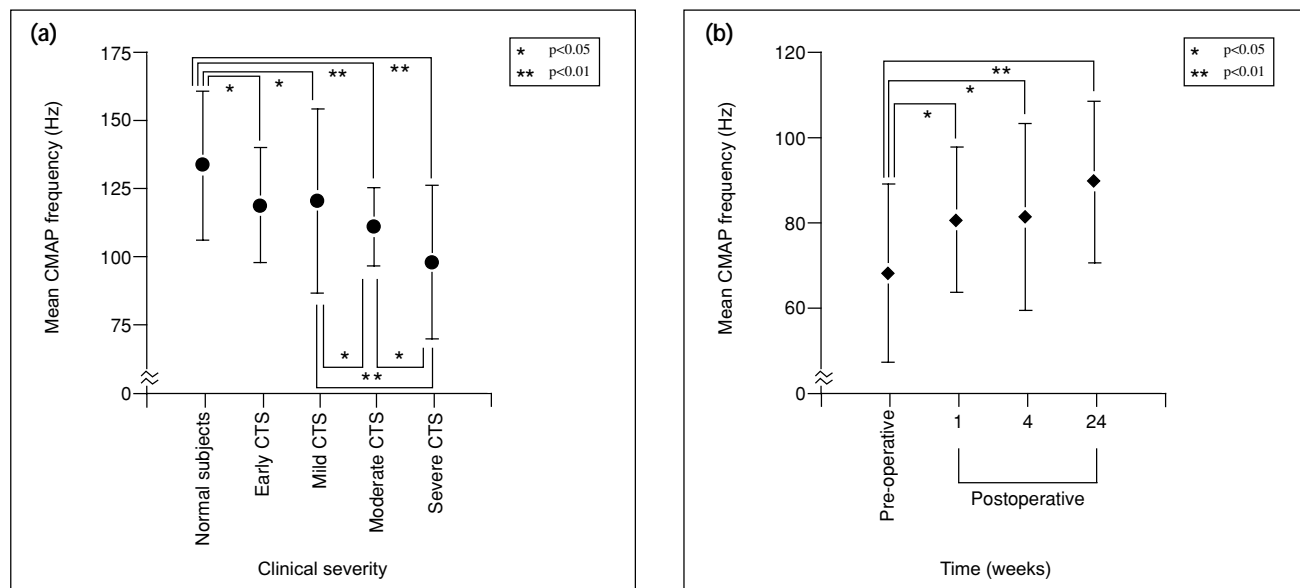 (a)
175
150
125
100
75
0
Mean CMAP frequency (Hz)
* p<0.05
** p<0.01
* * ** **
* *
**
Normal subjects
Early CTS
Mild CTS
Moderate CTS
Severe CTS
Clinical severity
(b)
120
100
80
60
0
Mean CMAP frequency (Hz)
* p<0.05
** p<0.01
**
*
*
Pre-operative
1 4 24
Postoperative
Time (weeks)